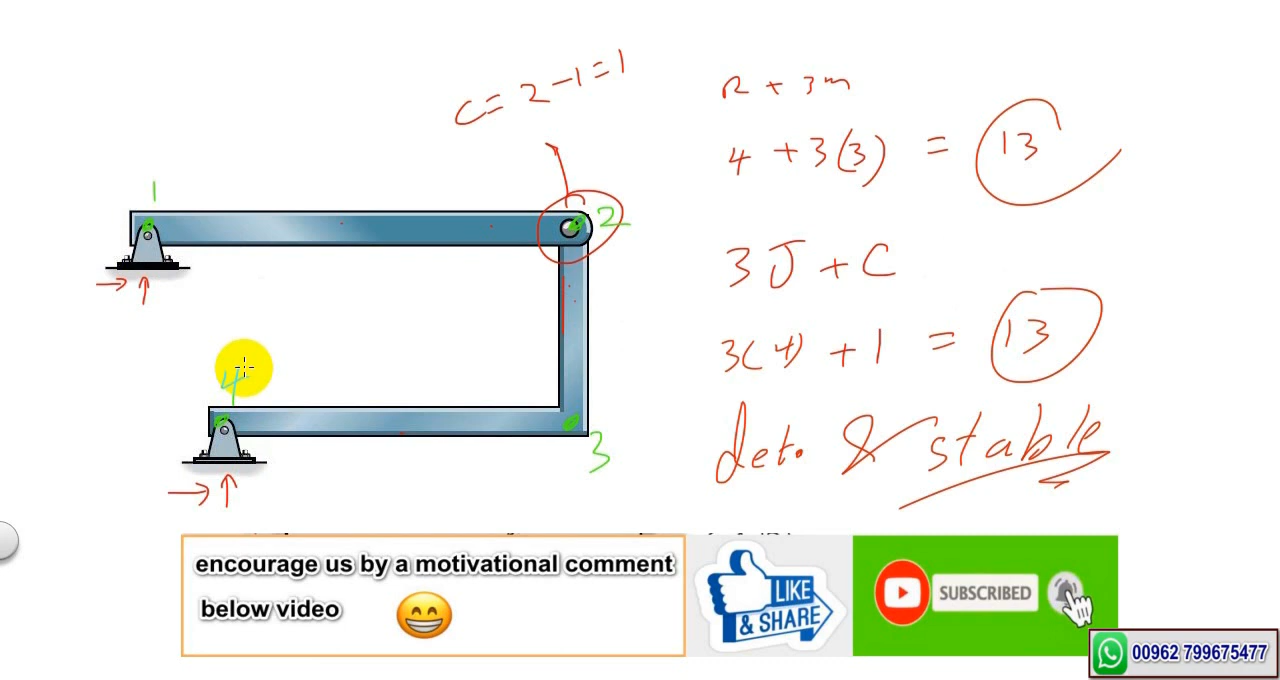 C = 2 - 1 = 1
R + 3m
4 + 3(3) = 13
3J + C
3(4) + 1 = 13
det. & stable
1
2
4
3
encourage us by a motivational comment
below video
LIKE
& SHARE
SUBSCRIBED
00962 799675477